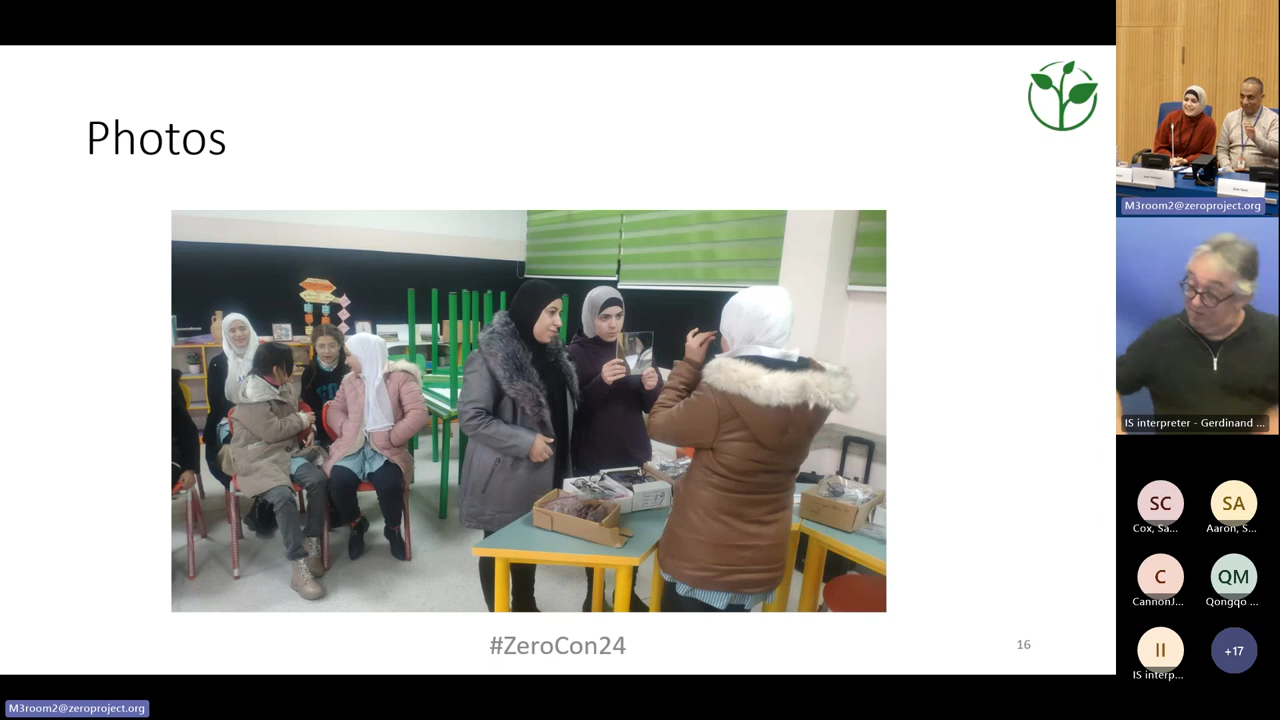 Photos
#ZeroCon24
16
M3room2@zeroproject.org
M3room2@zeroproject.org
IS interpreter - Gerdinand ...
SC
Cox, Sa...
SA
Aaron, S...
C
CannonJ...
QM
Qongqo ...
II
IS interp...
+17